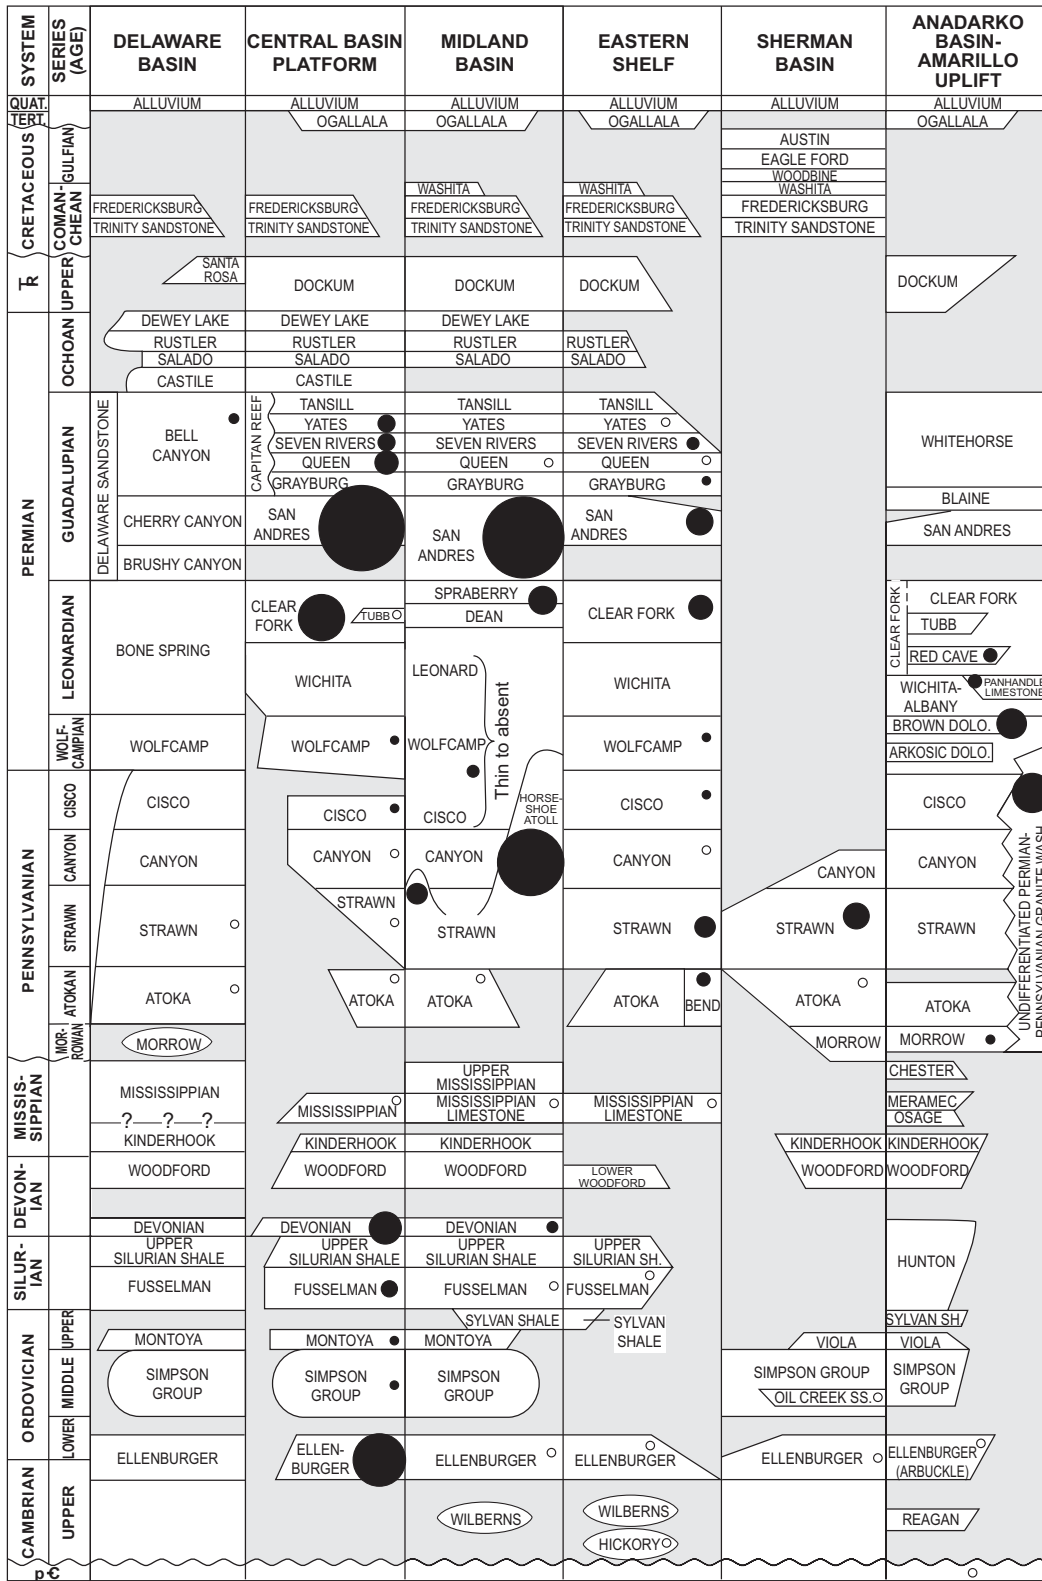 SYSTEM
SERIES
(AGE)
DELAWARE
BASIN
CENTRAL BASIN
PLATFORM
MIDLAND
BASIN
EASTERN
SHELF
SHERMAN
BASIN
ANADARKO
BASIN-
AMARILLO
UPLIFT
QUAT.
ALLUVIUM
ALLUVIUM
ALLUVIUM
ALLUVIUM
ALLUVIUM
ALLUVIUM
TERT.
OGALLALA
OGALLALA
OGALLALA
OGALLALA
CRETACEOUS
GULFIAN
AUSTIN
EAGLE FORD
WOODBINE
COMAN-
CHEAN
WASHITA
WASHITA
WASHITA
FREDERICKSBURG
FREDERICKSBURG
FREDERICKSBURG
FREDERICKSBURG
FREDERICKSBURG
TRINITY SANDSTONE
TRINITY SANDSTONE
TRINITY SANDSTONE
TRINITY SANDSTONE
TRINITY SANDSTONE
TR
UPPER
SANTA
ROSA
DOCKUM
DOCKUM
DOCKUM
DOCKUM
PERMIAN
OCHOAN
DEWEY LAKE
DEWEY LAKE
DEWEY LAKE
RUSTLER
RUSTLER
RUSTLER
RUSTLER
SALADO
SALADO
SALADO
SALADO
CASTILE
CASTILE
GUADALUPIAN
DELAWARE SANDSTONE
BELL
CANYON
CAPITAN REEF
TANSILL
TANSILL
TANSILL
YATES
YATES
YATES
SEVEN RIVERS
SEVEN RIVERS
SEVEN RIVERS
QUEEN
QUEEN
QUEEN
GRAYBURG
GRAYBURG
GRAYBURG
WHITEHORSE
BLAINE
CHERRY CANYON
SAN
ANDRES
SAN
ANDRES
SAN
ANDRES
SAN ANDRES
BRUSHY CANYON
LEONARDIAN
BONE SPRING
CLEAR
FORK
TUBB
SPRABERRY
DEAN
CLEAR FORK
CLEAR FORK
CLEAR FORK
TUBB
RED CAVE
WICHITA
LEONARD
Thin to absent
WICHITA
WICHITA-
ALBANY
PANHANDLE
LIMESTONE
WOLF-
CAMPIAN
WOLFCAMP
WOLFCAMP
WOLFCAMP
WOLFCAMP
BROWN DOLO.
ARKOSIC DOLO.
PENNSYLVANIAN
CISCO
CISCO
CISCO
CISCO
HORSE-
SHOE
ATOLL
CISCO
CISCO
UNDIFFERENTIATED PERMIAN-
PENNSYLVANIAN GRANITE WASH
CANYON
CANYON
CANYON
CANYON
CANYON
CANYON
CANYON
STRAWN
STRAWN
STRAWN
STRAWN
STRAWN
STRAWN
STRAWN
ATOKAN
ATOKA
ATOKA
ATOKA
ATOKA
BEND
ATOKA
ATOKA
MOR-
ROWAN
MORROW
MORROW
MORROW
MISSIS-
SIPPIAN
MISSISSIPPIAN
? ? ?
MISSISSIPPIAN
UPPER
MISSISSIPPIAN
MISSISSIPPIAN
LIMESTONE
MISSISSIPPIAN
LIMESTONE
CHESTER
MERAMEC
OSAGE
KINDERHOOK
KINDERHOOK
KINDERHOOK
KINDERHOOK
KINDERHOOK
DEVON-
IAN
WOODFORD
WOODFORD
WOODFORD
LOWER
WOODFORD
WOODFORD
WOODFORD
DEVONIAN
DEVONIAN
DEVONIAN
SILUR-
IAN
UPPER
SILURIAN SHALE
UPPER
SILURIAN SHALE
UPPER
SILURIAN SHALE
UPPER
SILURIAN SH.
HUNTON
FUSSELMAN
FUSSELMAN
FUSSELMAN
FUSSELMAN
ORDOVICIAN
UPPER
SYLVAN SHALE
SYLVAN
SHALE
SYLVAN SH.
MONTOYA
MONTOYA
MONTOYA
VIOLA
VIOLA
MIDDLE
SIMPSON
GROUP
SIMPSON
GROUP
SIMPSON
GROUP
SIMPSON GROUP
OIL CREEK SS.
SIMPSON
GROUP
LOWER
ELLENBURGER
ELLEN-
BURGER
ELLENBURGER
ELLENBURGER
ELLENBURGER
ELLENBURGER
(ARBUCKLE)
CAMBRIAN
UPPER
WILBERNS
WILBERNS
HICKORY
REAGAN
p-Є